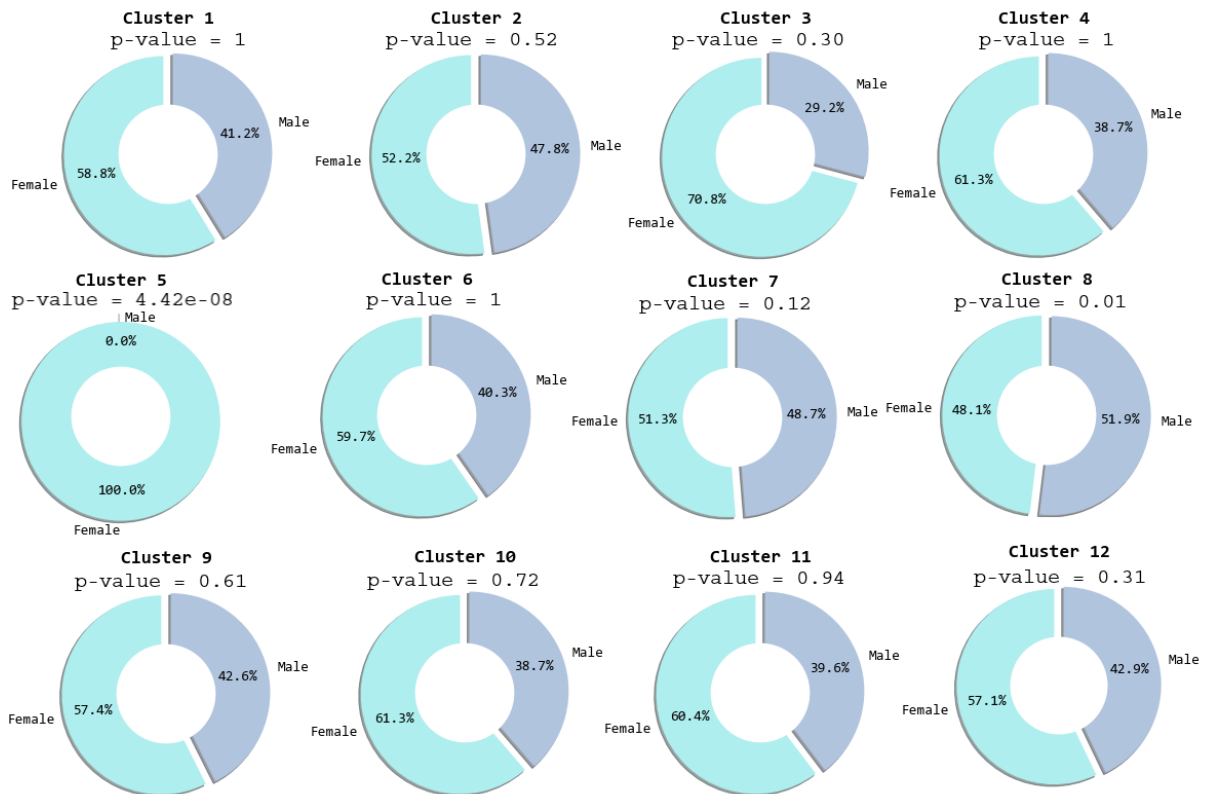 Cluster 1
p-value = 1
Male
41.2%
58.8%
Female
Cluster 2
p-value = 0.52
Male
47.8%
52.2%
Female
Cluster 3
p-value = 0.30
Male
29.2%
70.8%
Female
Cluster 4
p-value = 1
Male
38.7%
61.3%
Female
Cluster 5
p-value = 4.42e-08
Male
0.0%
100.0%
Female
Cluster 6
p-value = 1
Male
40.3%
59.7%
Female
Cluster 7
p-value = 0.12
Male
48.7%
51.3%
Female
Cluster 8
p-value = 0.01
Male
51.9%
48.1%
Female
Cluster 9
p-value = 0.61
Male
42.6%
57.4%
Female
Cluster 10
p-value = 0.72
Male
38.7%
61.3%
Female
Cluster 11
p-value = 0.94
Male
39.6%
60.4%
Female
Cluster 12
p-value = 0.31
Male
42.9%
57.1%
Female